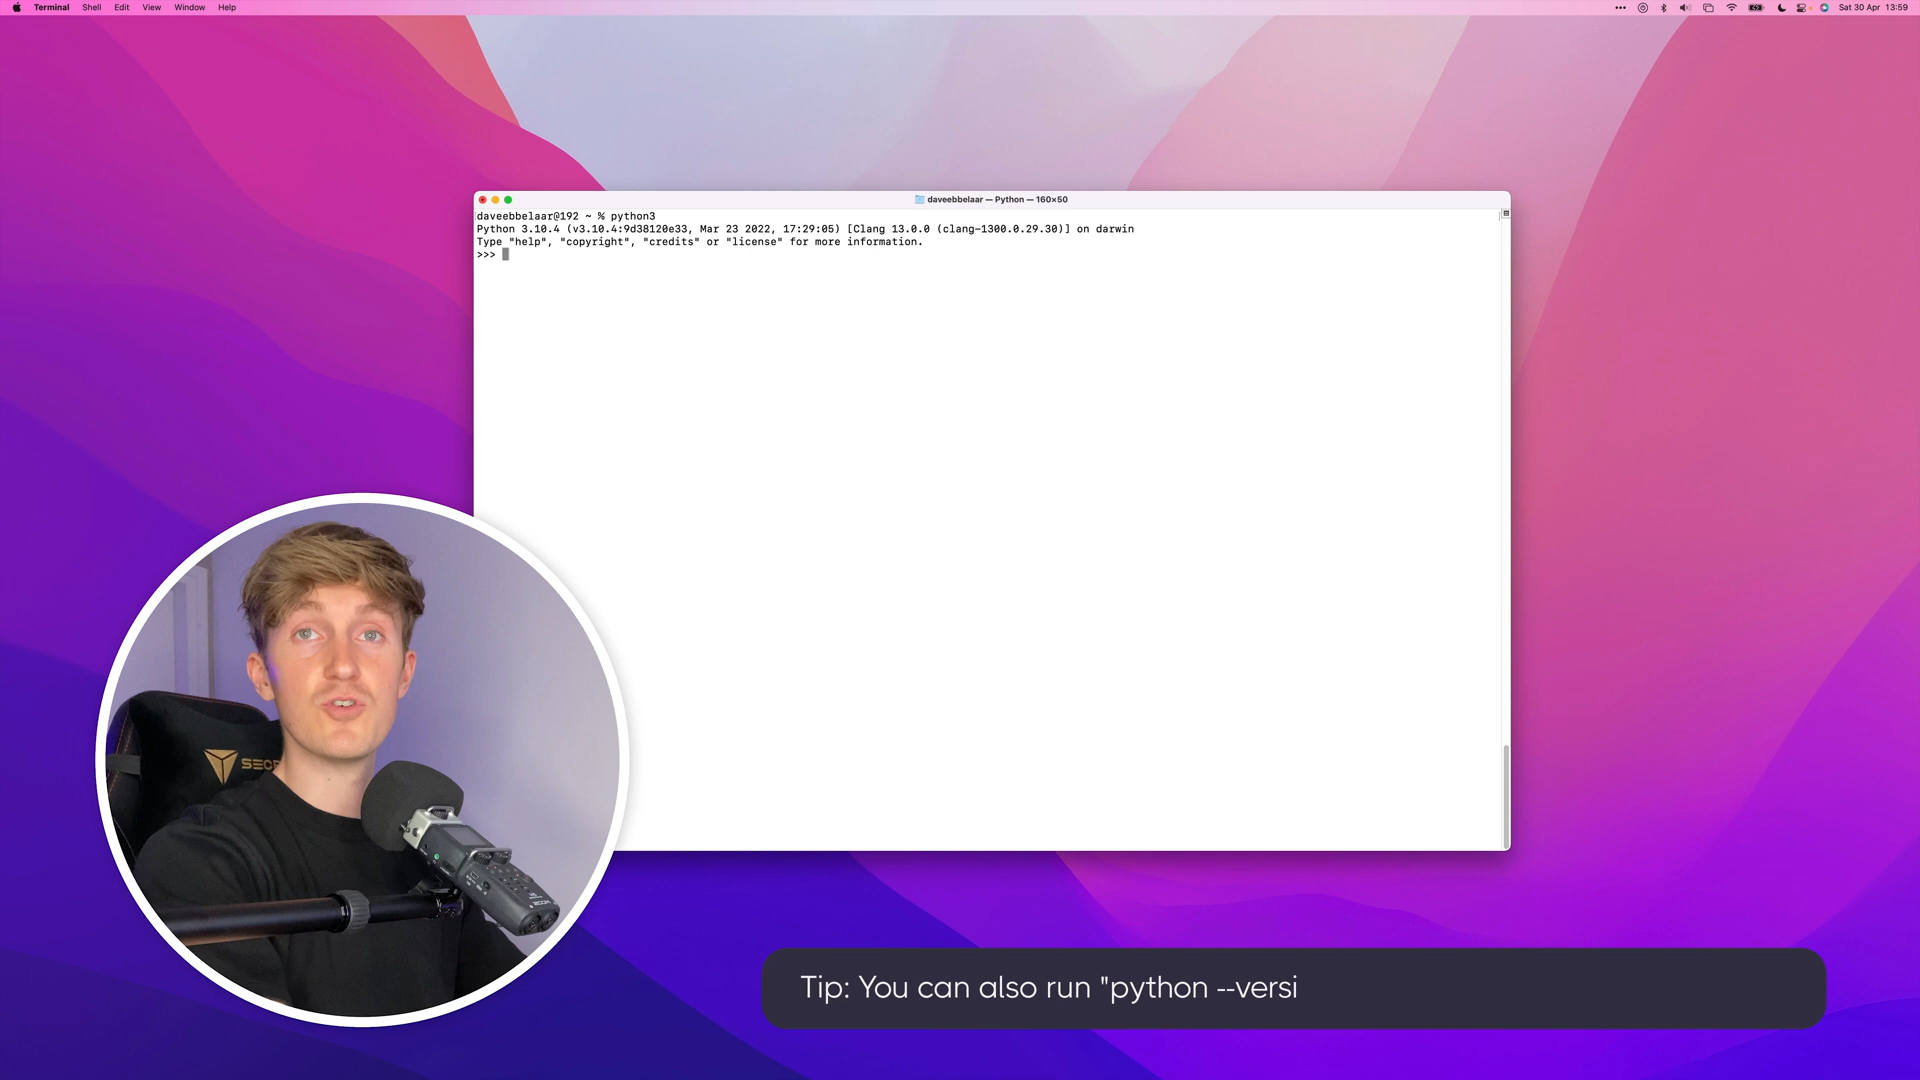 Terminal Shell Edit View Window Help
Sat 30 Apr 13:59
daveebbelaar — Python — 160×50
daveebbelaar@192 ~ % python3
Python 3.10.4 (v3.10.4:9d38120e33, Mar 23 2022, 17:29:05) [Clang 13.0.0 (clang-1300.0.29.30)] on darwin
Type "help", "copyright", "credits" or "license" for more information.
>>>
SEC
ZOOM
Tip: You can also run "python --versi